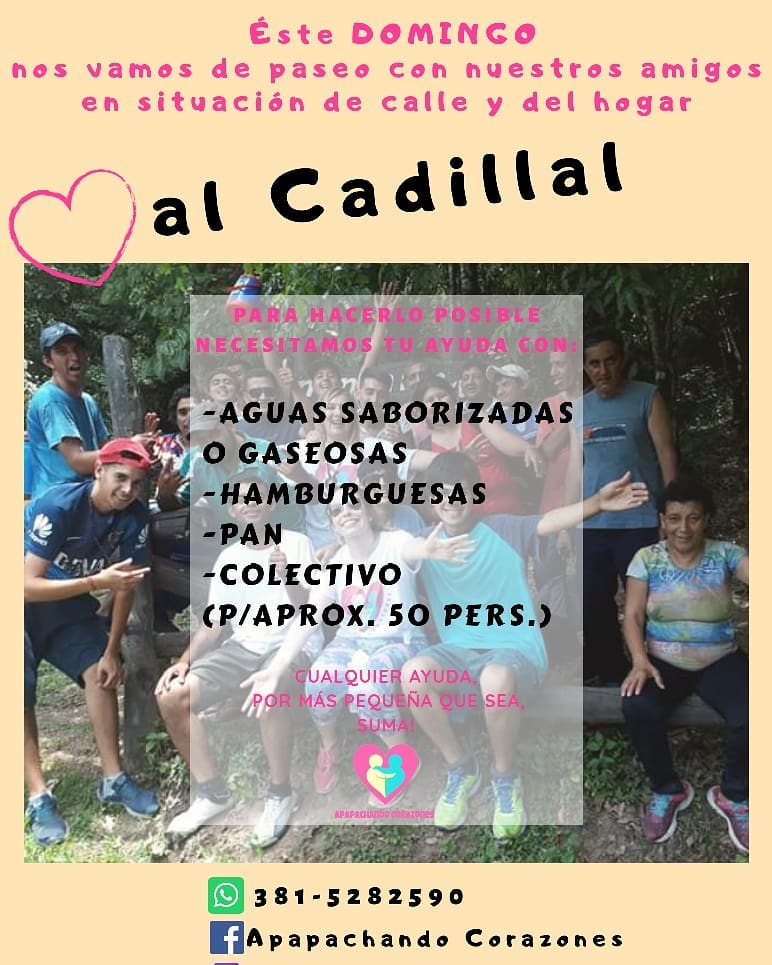 Éste DOMINGO
nos vamos de paseo con nuestros amigos
en situación de calle y del hogar
al Cadillal
PARA HACERLO POSIBLE
NECESITAMOS TU AYUDA CON:
-AGUAS SABORIZADAS
O GASEOSAS
-HAMBURGUESAS
-PAN
-COLECTIVO
(P/APROX. 50 PERS.)
CUALQUIER AYUDA,
POR MÁS PEQUEÑA QUE SEA,
SUMA!
APAPACHANDO CORAZONES
381-5282590
Apapachando Corazones